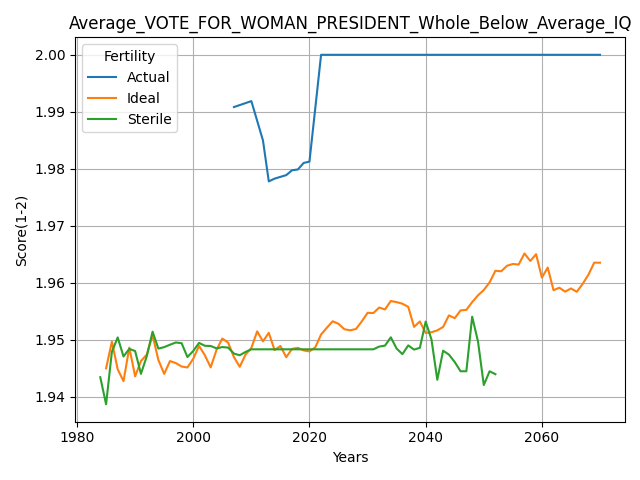 Average_VOTE_FOR_WOMAN_PRESIDENT_Whole_Below_Average_IQ
Fertility
Actual
Ideal
Sterile
2.00
1.99
1.98
1.97
1.96
1.95
1.94
Score(1-2)
1980 2000 2020 2040 2060
Years